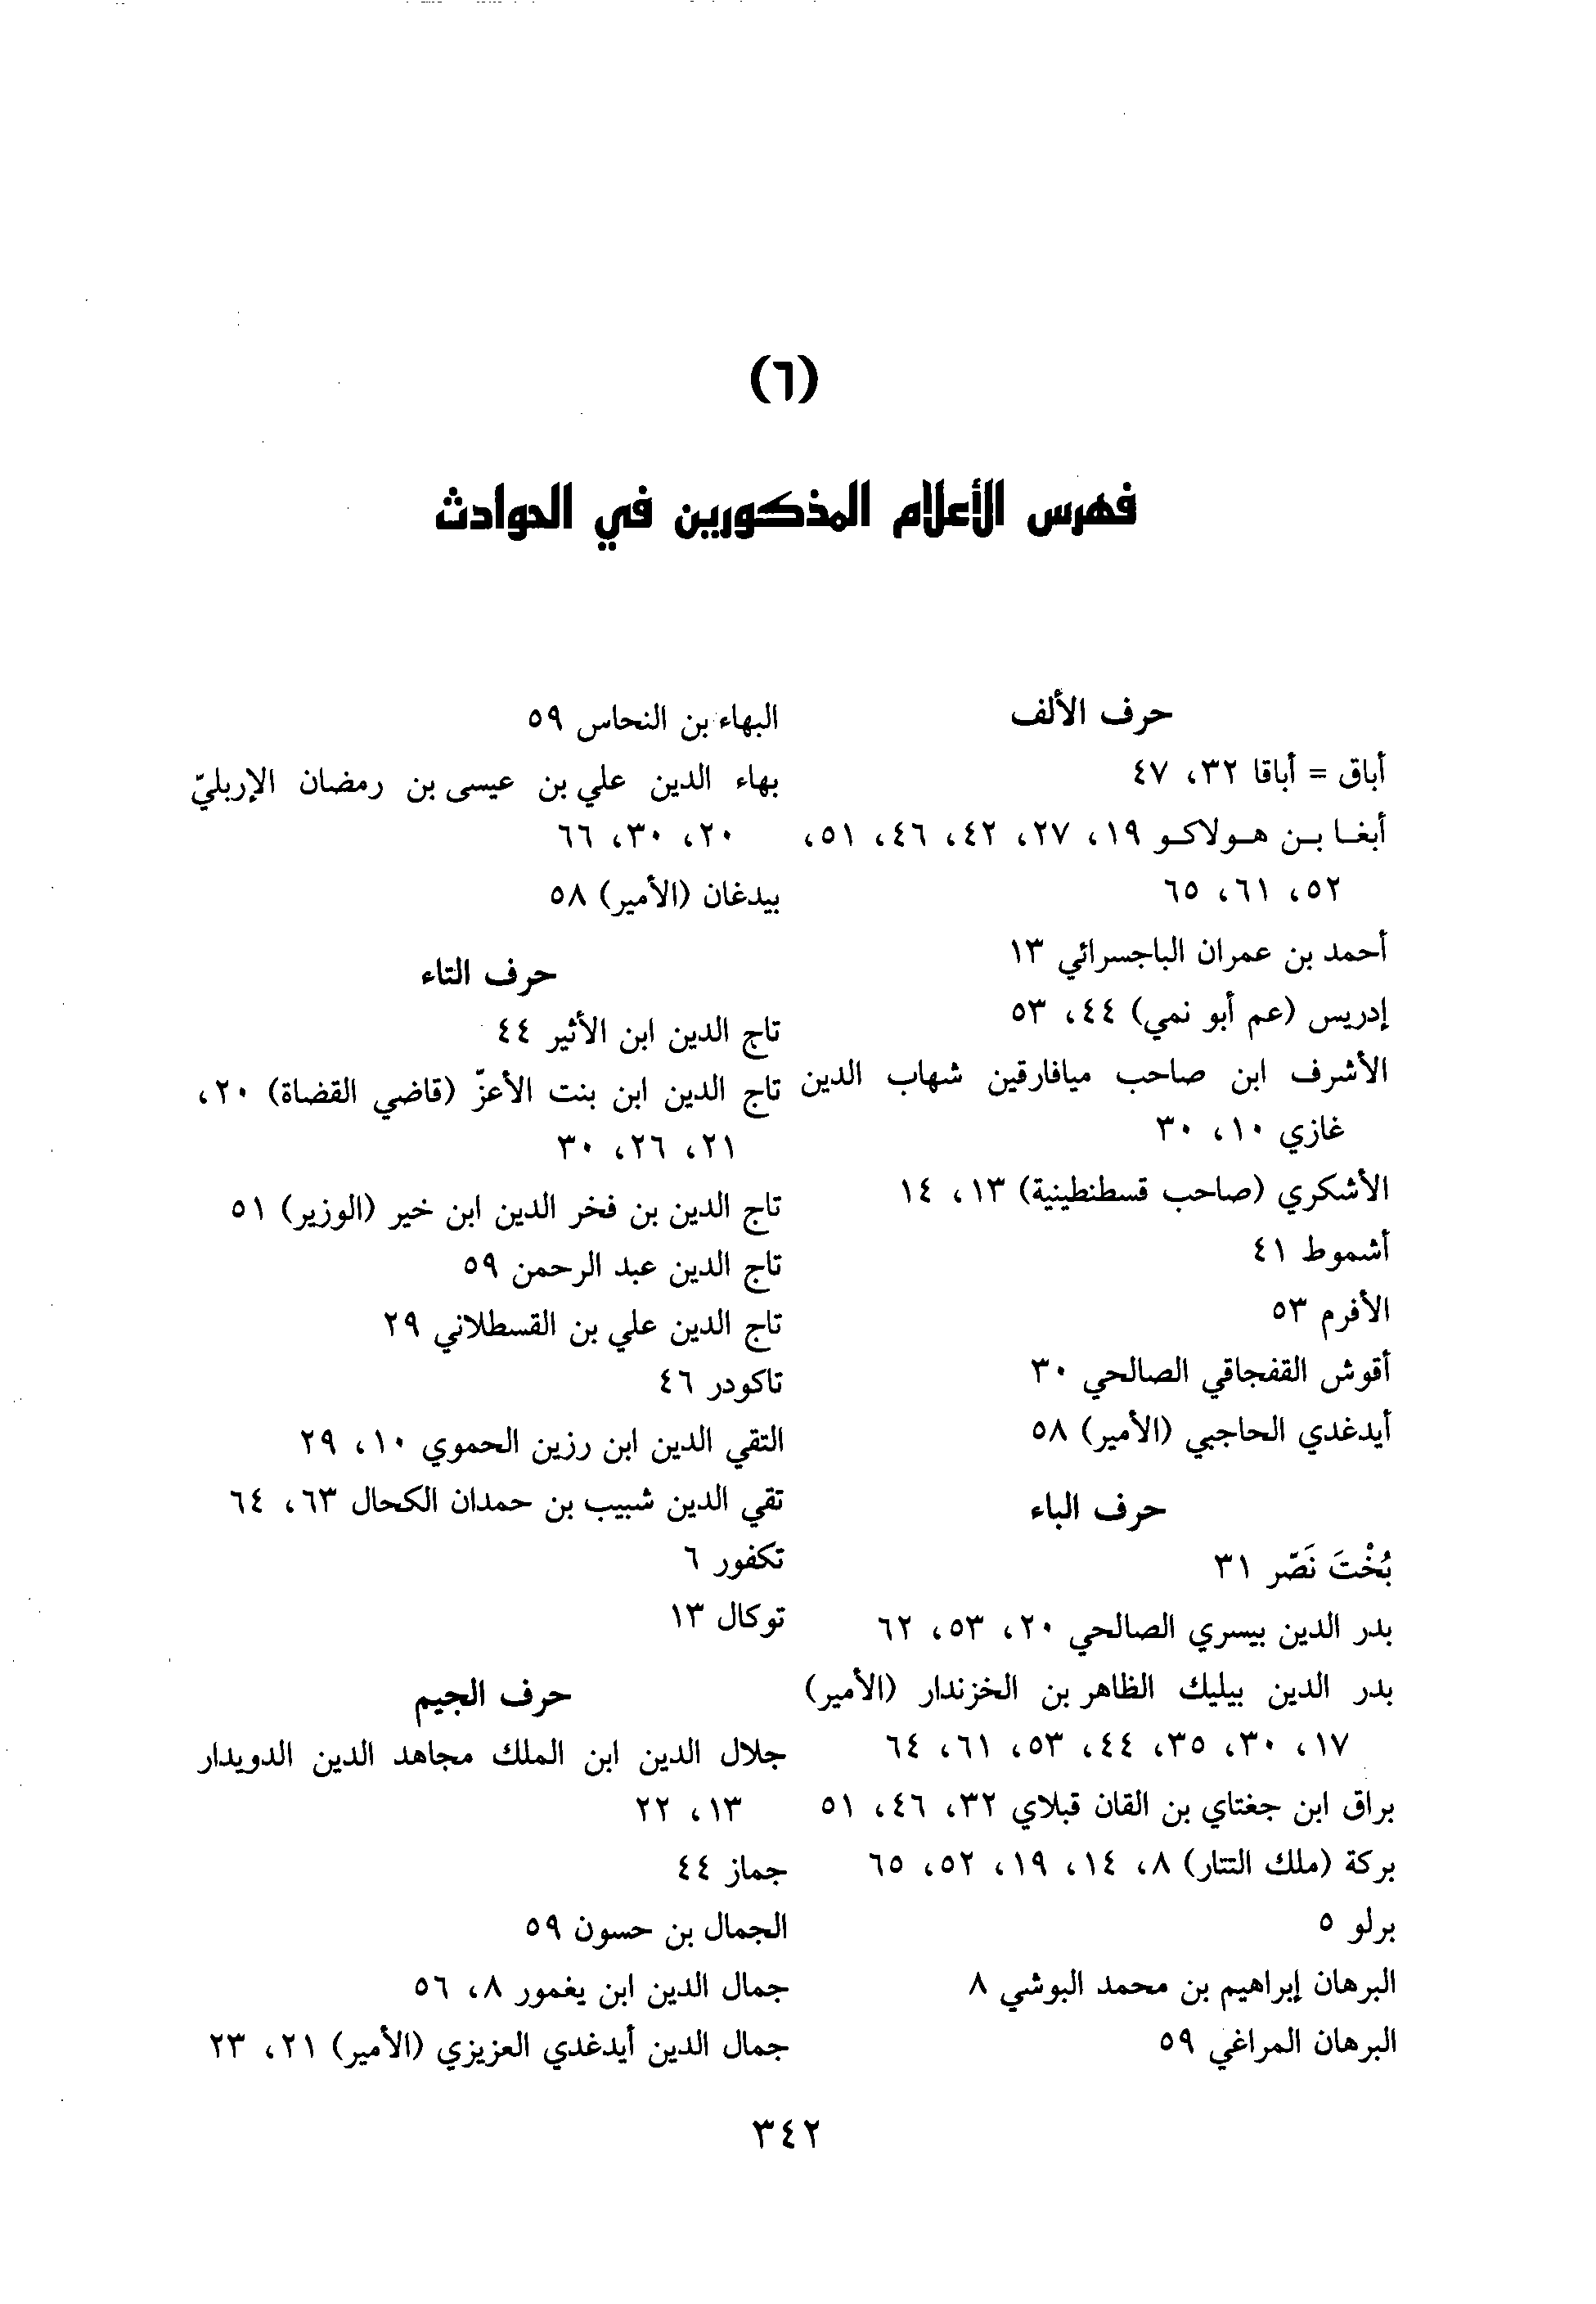 (٦)
فهرس الأعلام المذكورين في الحوادث
حرف الألف
أباق = أباقا ٣٢، ٤٧
أبغا بن هولاكو ١٩، ٢٧، ٤٢، ٤٦، ٥١،
٥٢، ٦١، ٦٥
أحمد بن عمران الباجسرائي ١٣
إدريس (عم أبو نمي) ٤٤، ٥٣
الأشرف ابن صاحب ميافارقين شهاب الدين
غازي ١٠، ٣٠
الأشكري (صاحب قسطنطينية) ١٣، ١٤
أشموط ٤١
الأفرم ٥٣
أقوش القفجاقي الصالحي ٣٠
أيدغدي الحاجبي (الأمير) ٥٨
حرف الباء
بُخْتَ نَصّر ٣١
بدر الدين بيسري الصالحي ٢٠، ٥٣، ٦٢
بدر الدين بيليك الظاهر بن الخزندار (الأمير)
١٧، ٣٠، ٣٥، ٤٤، ٥٣، ٦١، ٦٤
براق ابن جغتاي بن القان قبلاي ٣٢، ٤٦، ٥١
بركة (ملك التتار) ٨، ١٤، ١٩، ٥٢، ٦٥
برلو ٥
البرهان إبراهيم بن محمد البوشي ٨
البرهان المراغي ٥٩
البهاء بن النحاس ٥٩
بهاء الدين علي بن عيسى بن رمضان الإربليّ
٢٠، ٣٠، ٦٦
بيدغان (الأمير) ٥٨
حرف التاء
تاج الدين ابن الأثير ٤٤
تاج الدين ابن بنت الأعزّ (قاضي القضاة) ٢٠،
٢١، ٢٦، ٣٠
تاج الدين بن فخر الدين ابن خير (الوزير) ٥١
تاج الدين عبد الرحمن ٥٩
تاج الدين علي بن القسطلاني ٢٩
تاكودر ٤٦
التقي الدين ابن رزين الحموي ١٠، ٢٩
تقي الدين شبيب بن حمدان الكحال ٦٣، ٦٤
تكفور ٦
توكال ١٣
حرف الجيم
جلال الدين ابن الملك مجاهد الدين الدويدار
١٣، ٢٢
جماز ٤٤
الجمال بن حسون ٥٩
جمال الدين ابن يغمور ٨، ٥٦
جمال الدين أيدغدي العزيزي (الأمير) ٢١، ٢٣
٣٤٢